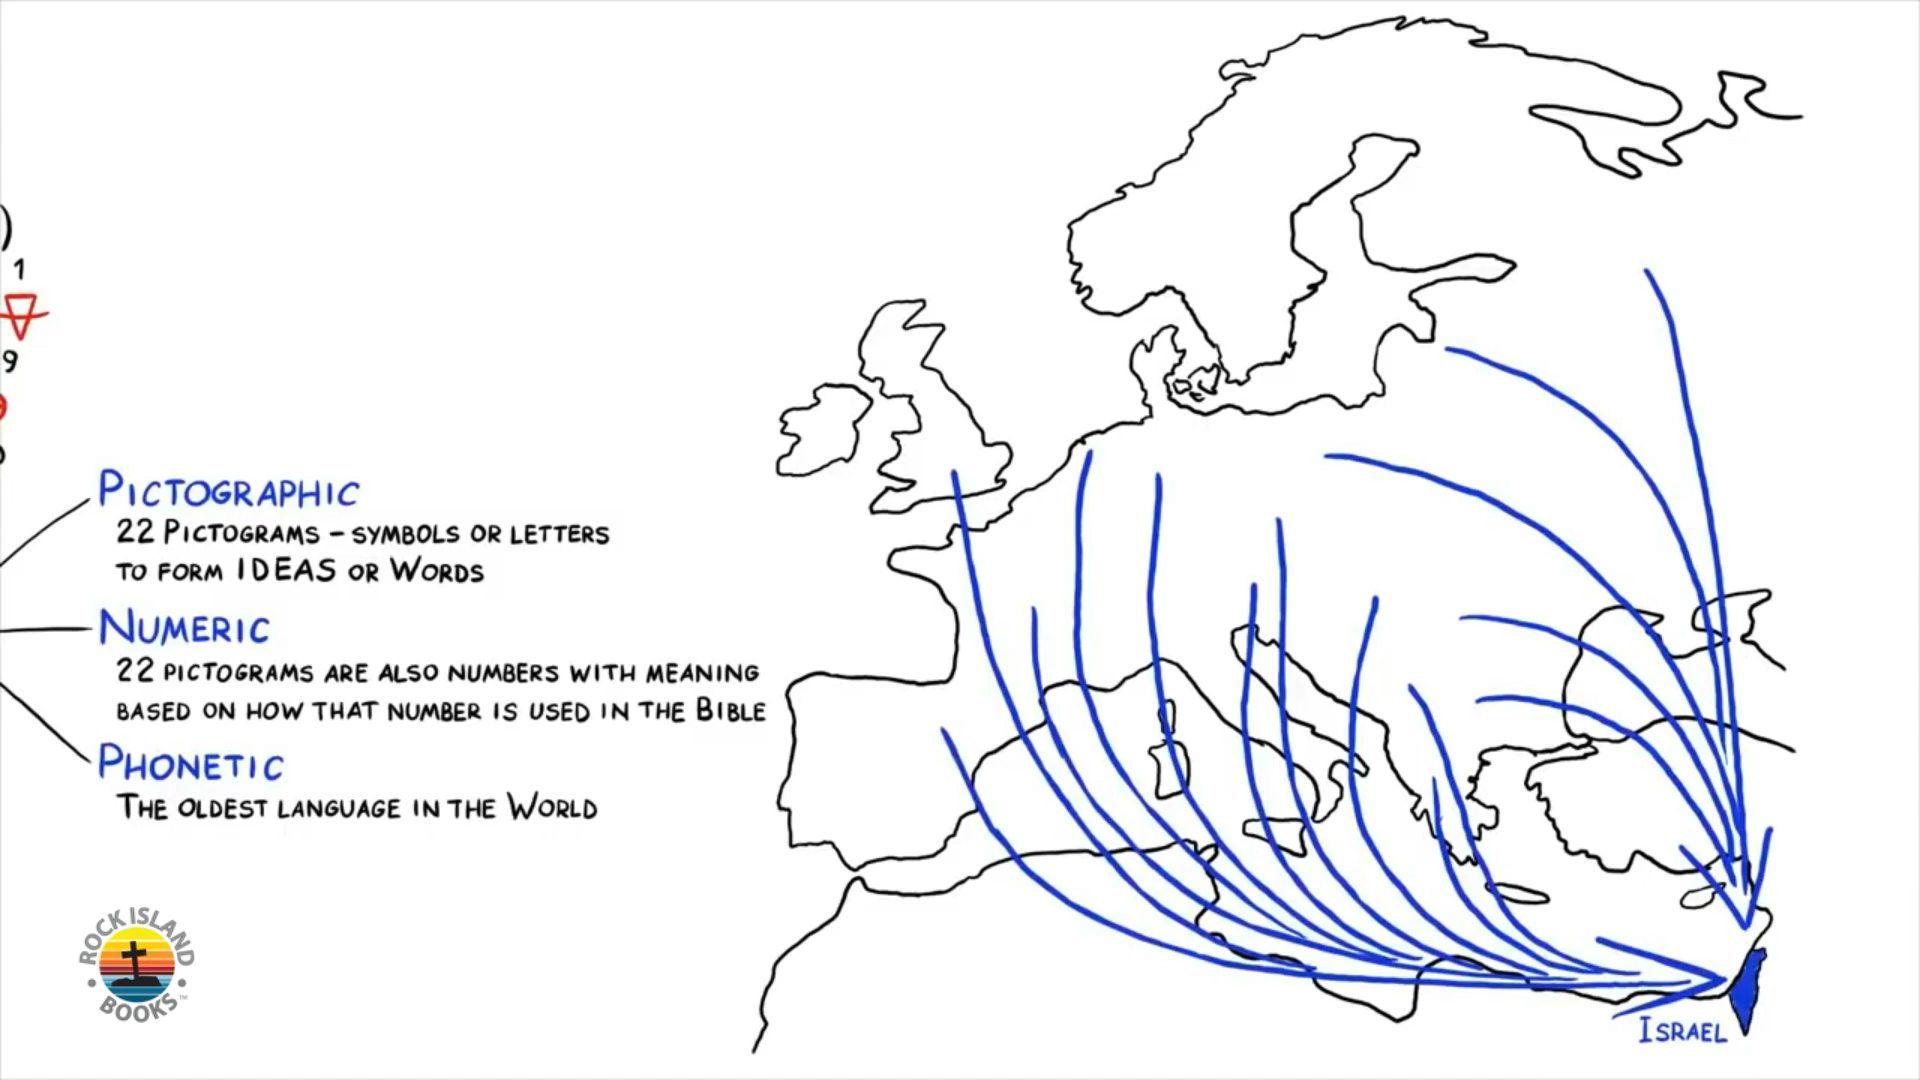 )
1
9
PICTOGRAPHIC
22 PICTOGRAMS – SYMBOLS OR LETTERS
TO FORM IDEAS OR WORDS
NUMERIC
22 PICTOGRAMS ARE ALSO NUMBERS WITH MEANING
BASED ON HOW THAT NUMBER IS USED IN THE BIBLE
PHONETIC
THE OLDEST LANGUAGE IN THE WORLD
ROCK ISLAND
• BOOKS • ™
ISRAEL